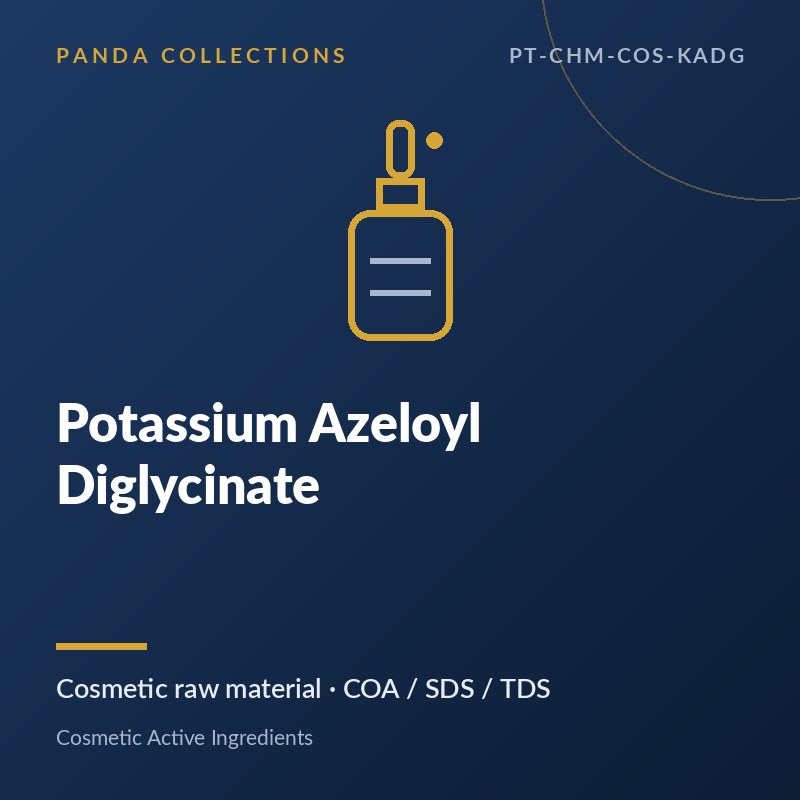 PANDA COLLECTIONS
PT-CHM-COS-KADG
Potassium Azeloyl
Diglycinate
Cosmetic raw material · COA / SDS / TDS
Cosmetic Active Ingredients